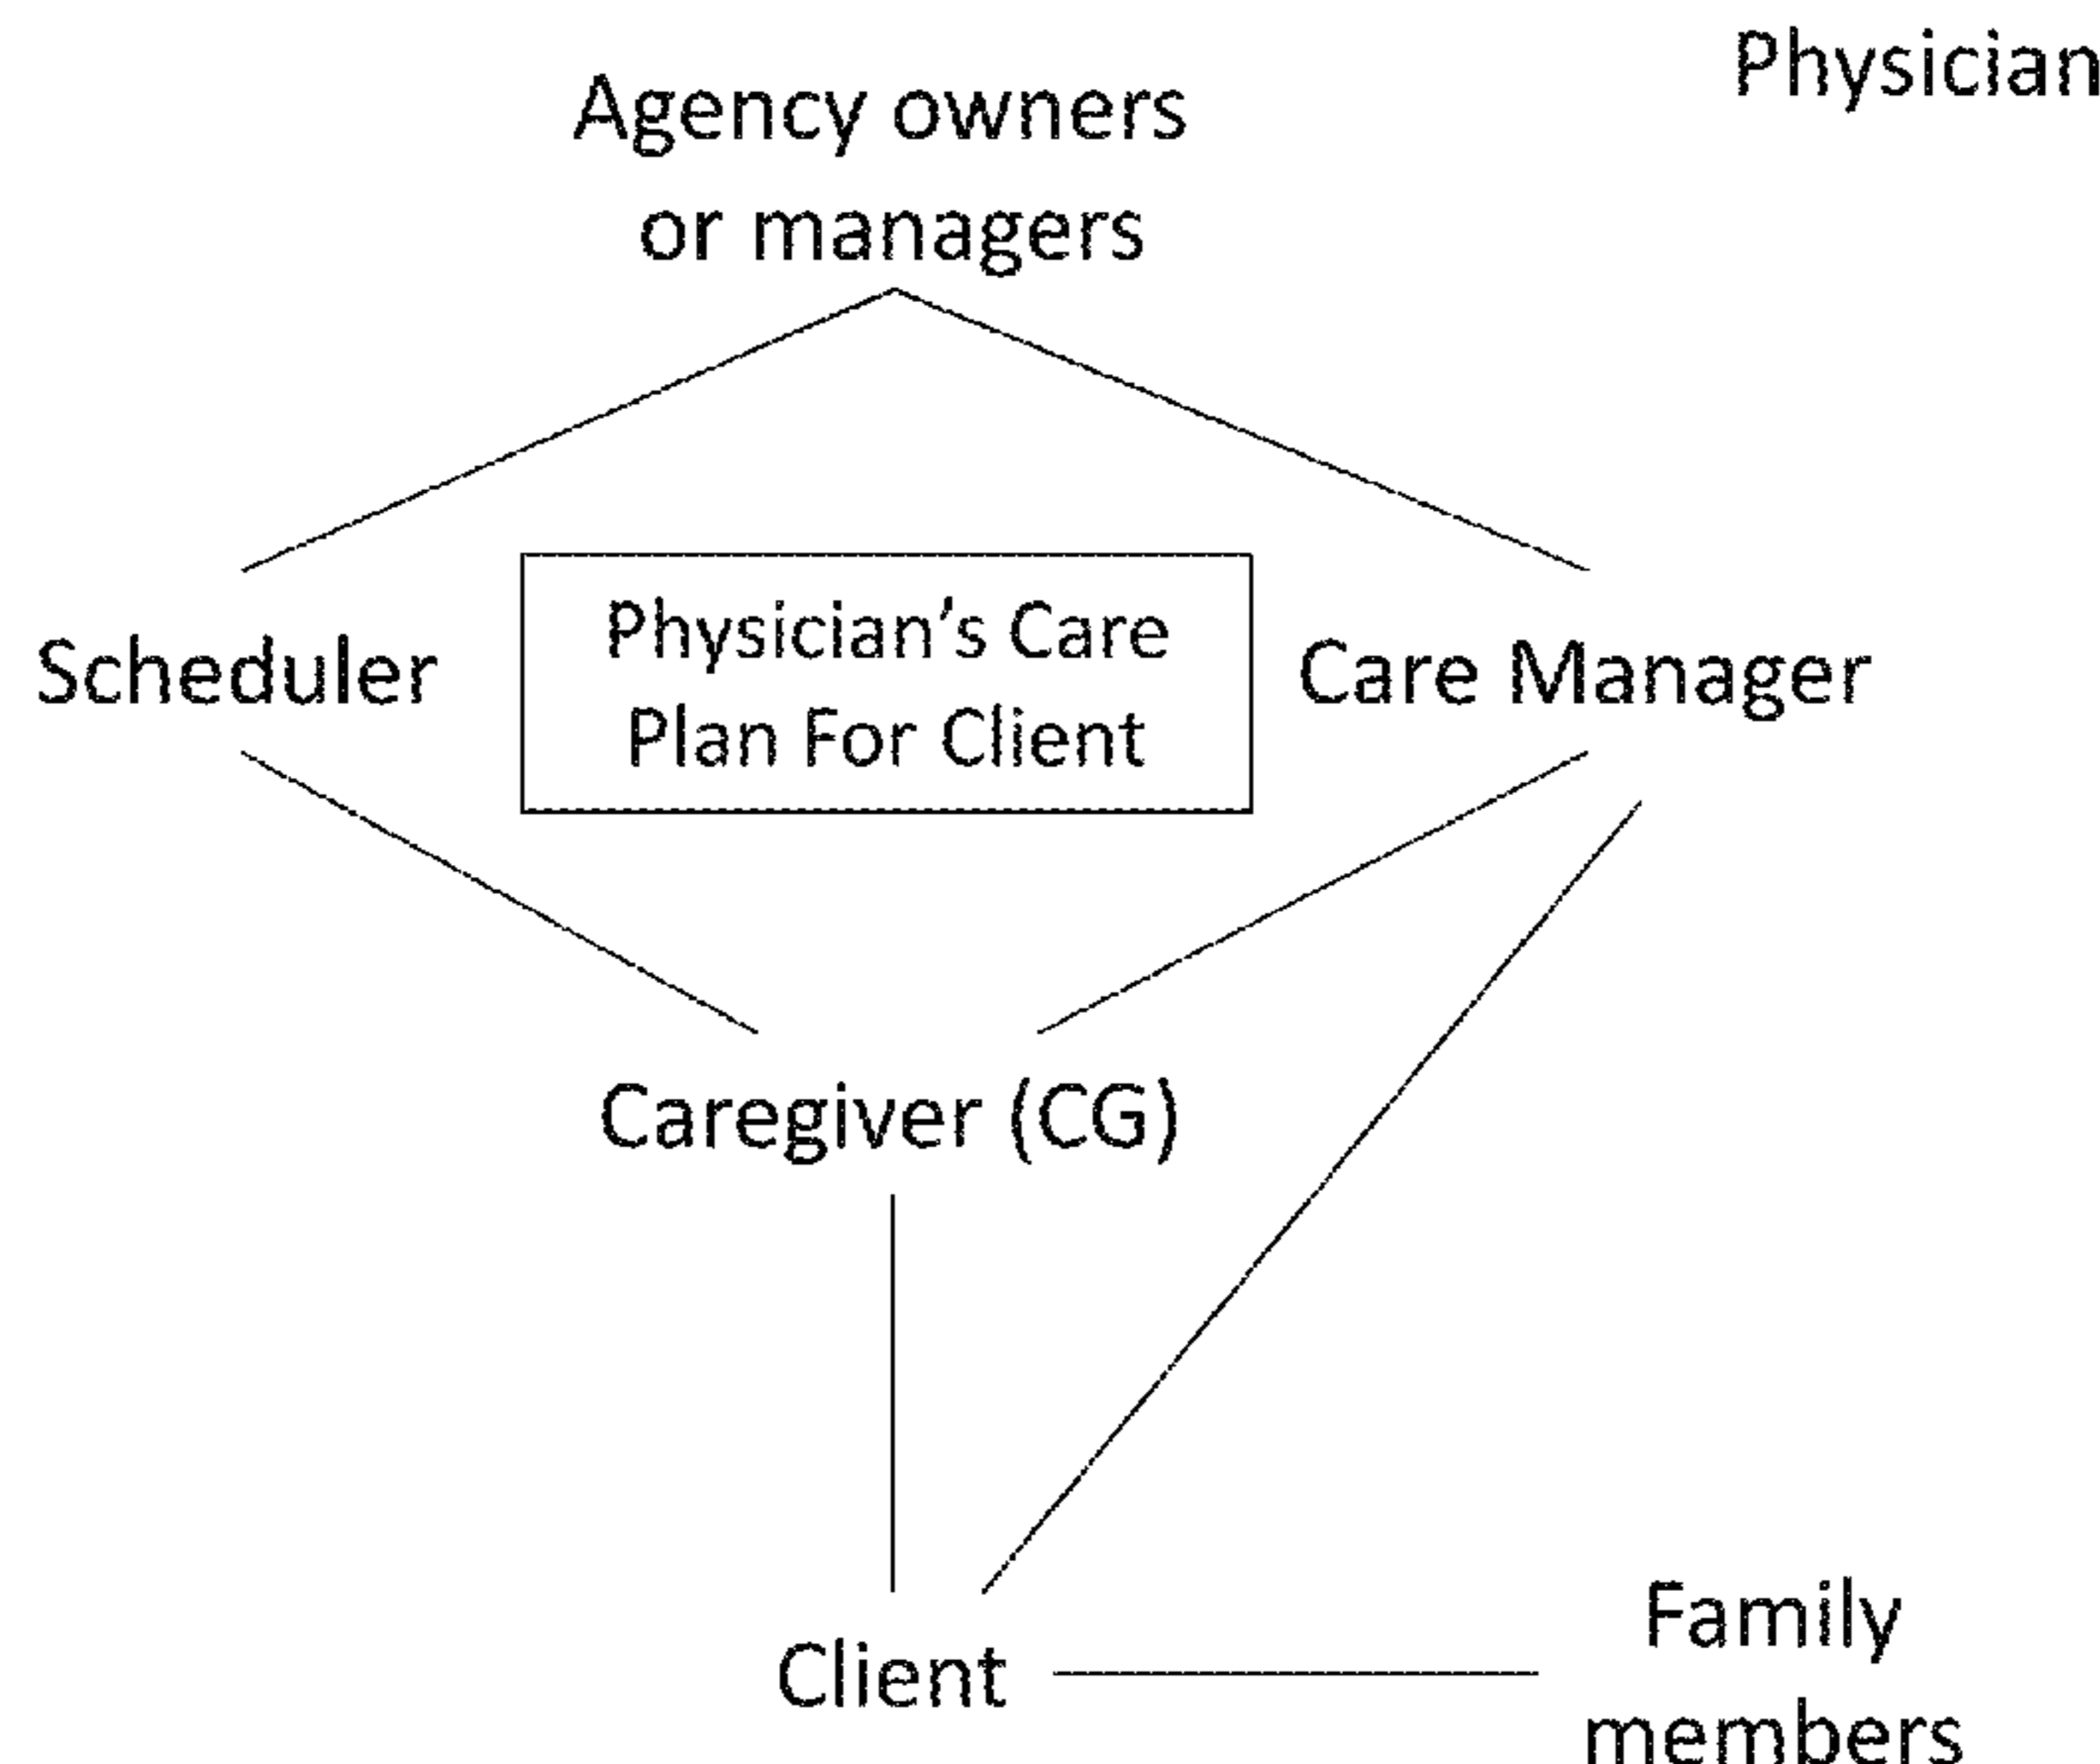 Physician
Agency owners
or managers
Physician's Care
Plan For Client
Scheduler
Care Manager
Caregiver (CG)
Family
members
Client